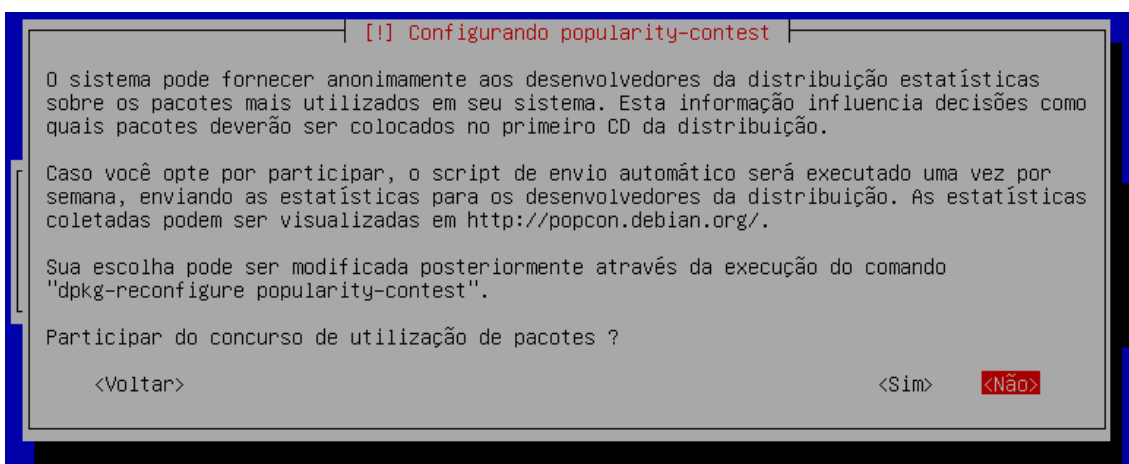 [!] Configurando popularity-contest
O sistema pode fornecer anonimamente aos desenvolvedores da distribuição estatísticas
sobre os pacotes mais utilizados em seu sistema. Esta informação influencia decisões como
quais pacotes deverão ser colocados no primeiro CD da distribuição.
Caso você opte por participar, o script de envio automático será executado uma vez por
semana, enviando as estatísticas para os desenvolvedores da distribuição. As estatísticas
coletadas podem ser visualizadas em http://popcon.debian.org/.
Sua escolha pode ser modificada posteriormente através da execução do comando
"dpkg-reconfigure popularity-contest".
Participar do concurso de utilização de pacotes ?
<Voltar> <Sim> <Não>